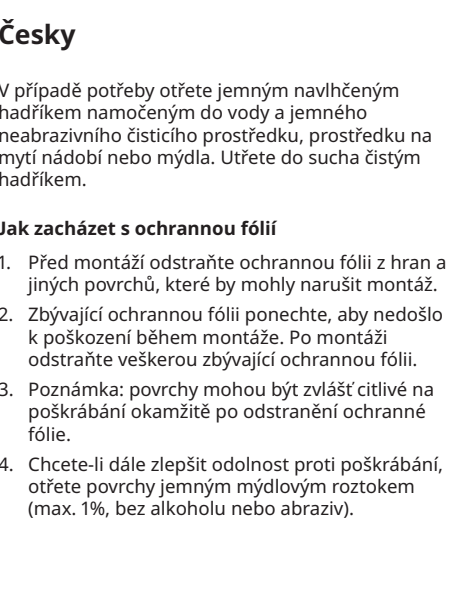 Česky
V případě potřeby otřete jemným navlhčeným
hadříkem namočeným do vody a jemného
neabrazivního čisticího prostředku, prostředku na
mytí nádobí nebo mýdla. Utřete do sucha čistým
hadříkem.
Jak zacházet s ochrannou fólií
1. Před montáží odstraňte ochrannou fólii z hran a
jiných povrchů, které by mohly narušit montáž.
2. Zbývající ochrannou fólii ponechte, aby nedošlo
k poškození během montáže. Po montáži
odstraňte veškerou zbývající ochrannou fólii.
3. Poznámka: povrchy mohou být zvlášť citlivé na
poškrábání okamžitě po odstranění ochranné
fólie.
4. Chcete-li dále zlepšit odolnost proti poškrábání,
otřete povrchy jemným mýdlovým roztokem
(max. 1%, bez alkoholu nebo abraziv).